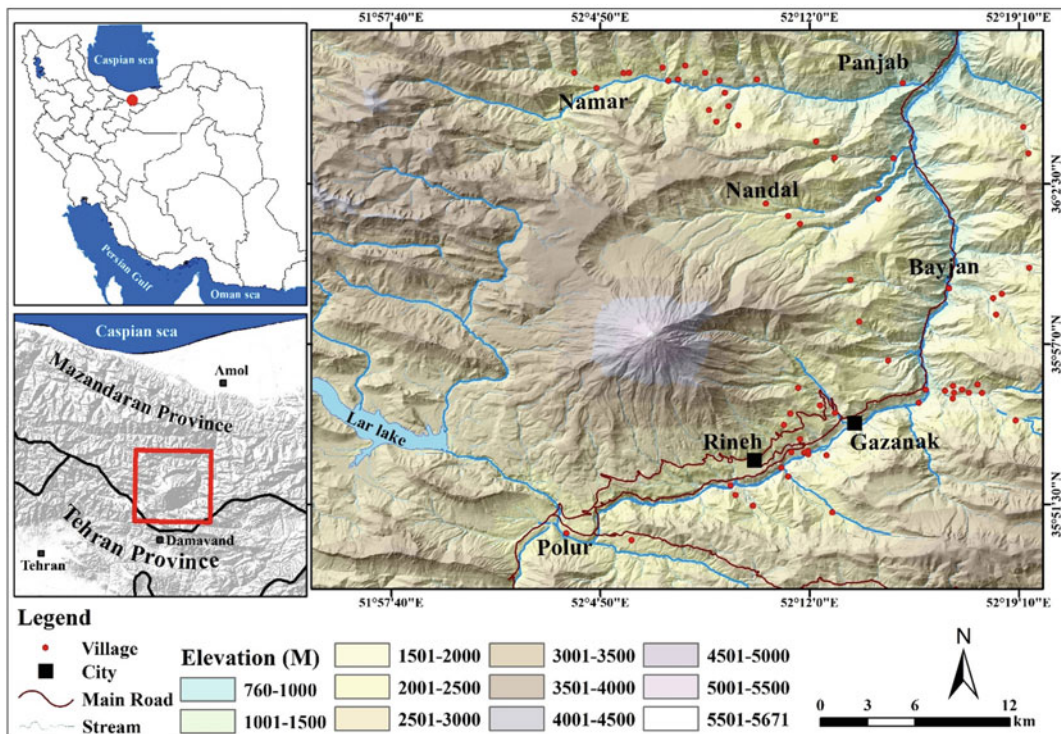 51°57'40"E
52°4'50"E
52°12'0"E
52°19'10"E
Caspian sea
Persian Gulf
Oman sea
Caspian sea
Amol
Mazandaran Province
Tehran Province
Damavand
Tehran
Panjab
Namar
Nandal
Bayjan
Lar lake
Rineh
Gazanak
Polur
36°2'30"N
35°57'0"N
35°51'30"N
51°57'40"E
52°4'50"E
52°12'0"E
52°19'10"E
Legend
Village
City
Main Road
Stream
Elevation (M)
760-1000
1001-1500
1501-2000
2001-2500
2501-3000
3001-3500
3501-4000
4001-4500
4501-5000
5001-5500
5501-5671
N
0 3 6 12
km